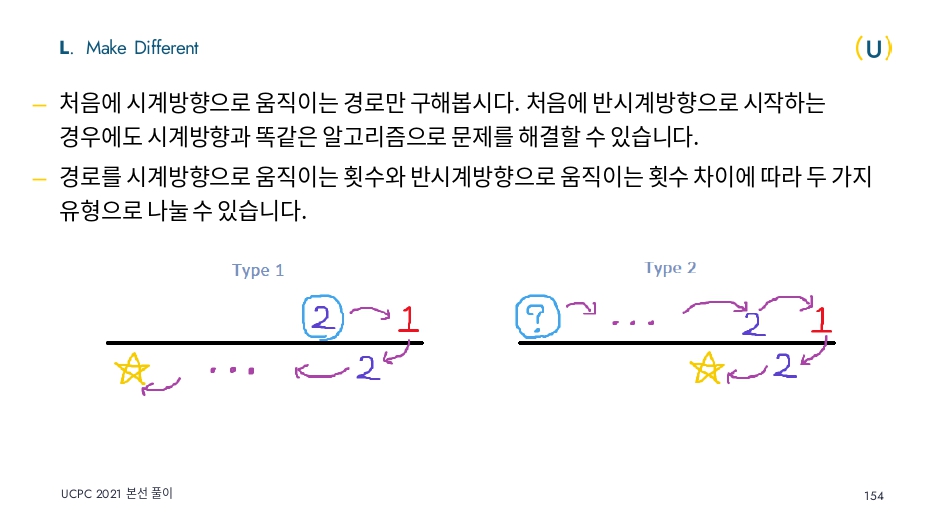 L. Make Different
(U)
– 처음에 시계방향으로 움직이는 경로만 구해봅시다. 처음에 반시계방향으로 시작하는
경우에도 시계방향과 똑같은 알고리즘으로 문제를 해결할 수 있습니다.
– 경로를 시계방향으로 움직이는 횟수와 반시계방향으로 움직이는 횟수 차이에 따라 두 가지
유형으로 나눌 수 있습니다.
Type 1
2 1
... 2
Type 2
? ... 2 1
2
UCPC 2021 본선 풀이
154